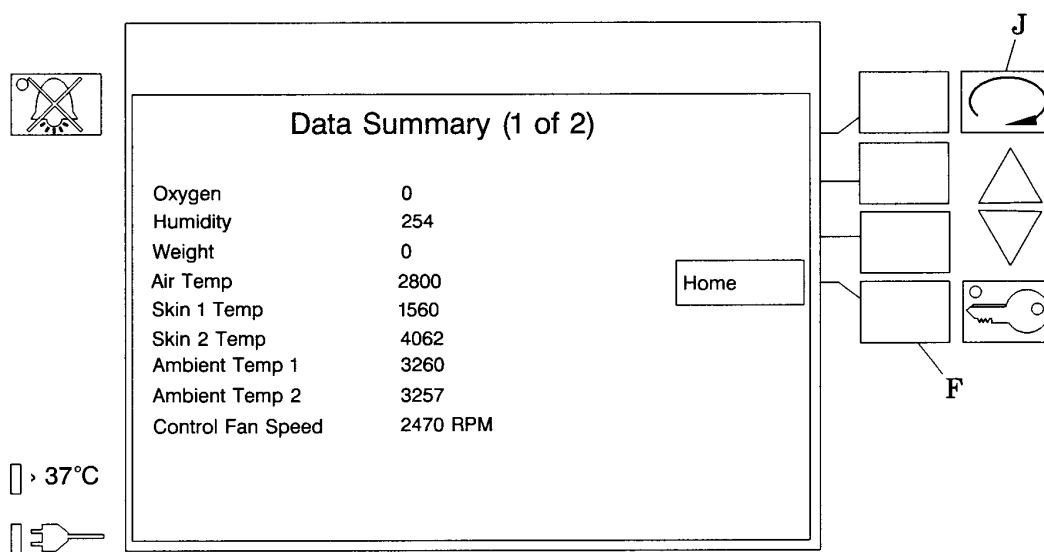 J
Data Summary (1 of 2)
Oxygen 0
Humidity 254
Weight 0
Air Temp 2800
Home
Skin 1 Temp 1560
Skin 2 Temp 4062
Ambient Temp 1 3260
Ambient Temp 2 3257
F
Control Fan Speed 2470 RPM
› 37°C